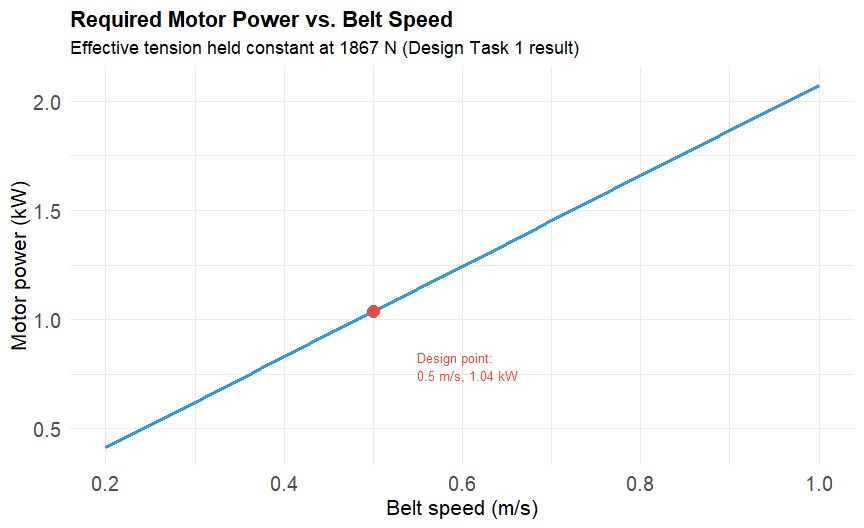 Required Motor Power vs. Belt Speed
Effective tension held constant at 1867 N (Design Task 1 result)
Motor power (kW)
2.0
1.5
1.0
0.5
Design point:
0.5 m/s, 1.04 kW
0.2
0.4
0.6
0.8
1.0
Belt speed (m/s)